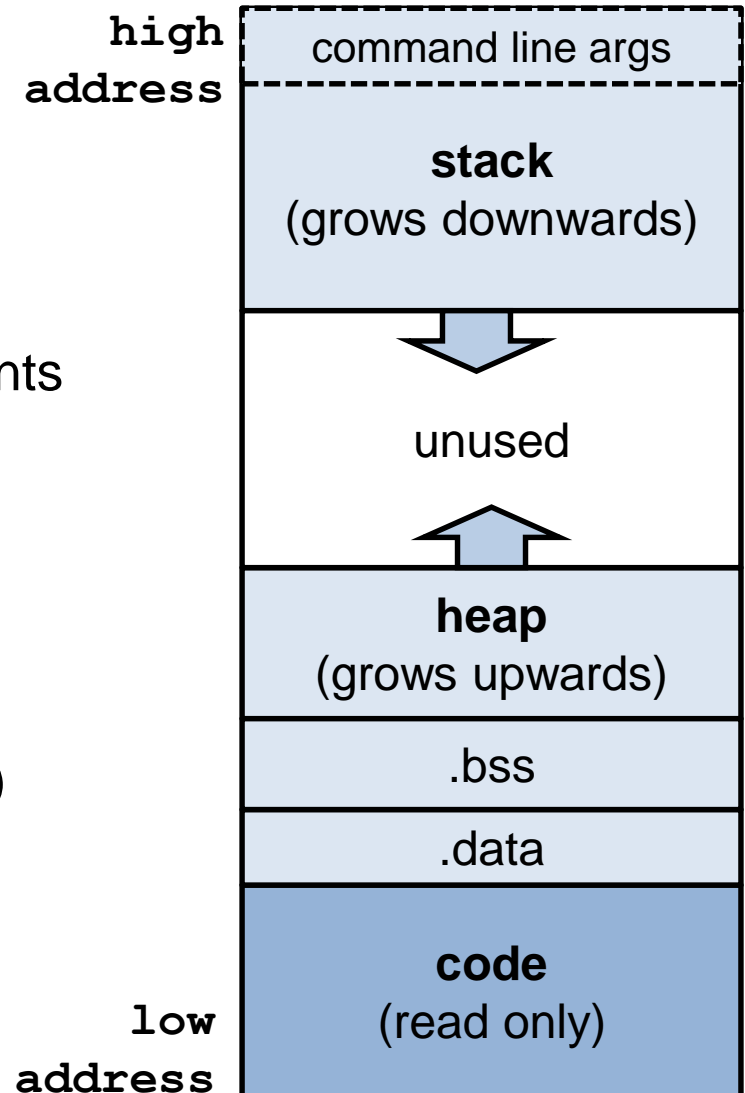 high
address
command line args
stack
(grows downwards)
unused
heap
(grows upwards)
)
.bss
.data
code
(read only)
low
address